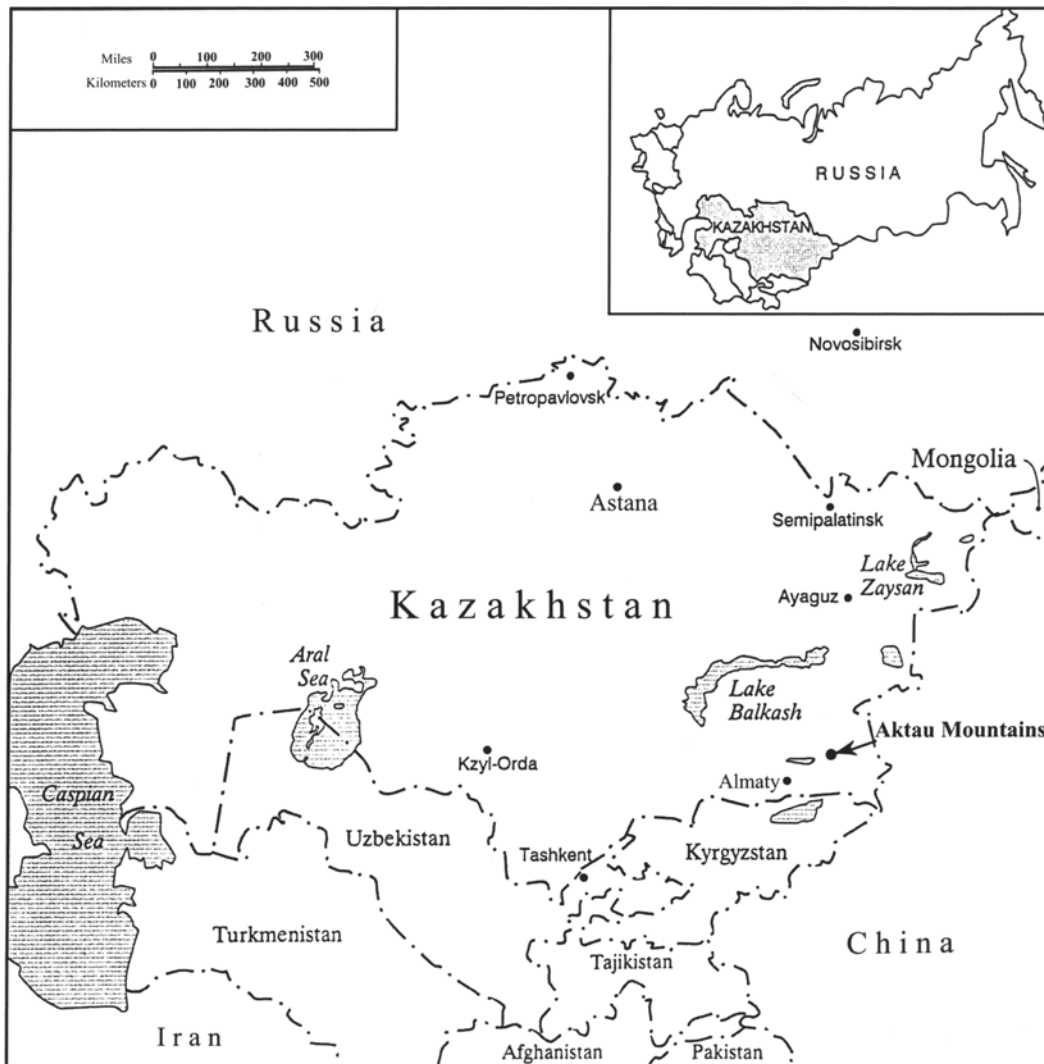 Miles 0 100 200 300
Kilometers 0 100 200 300 400 500
RUSSIA
KAZAKHSTAN
Russia
Novosibirsk
Petropavlovsk
Mongolia
Astana
Semipalatinsk
Lake
Zaysan
Ayaguz
Kazakhstan
Aral
Sea
Lake
Balkash
Aktau Mountains
Kzyl-Orda
Almaty
Caspian
Sea
Uzbekistan
Tashkent
Kyrgyzstan
Turkmenistan
China
Tajikistan
Iran
Afghanistan
Pakistan